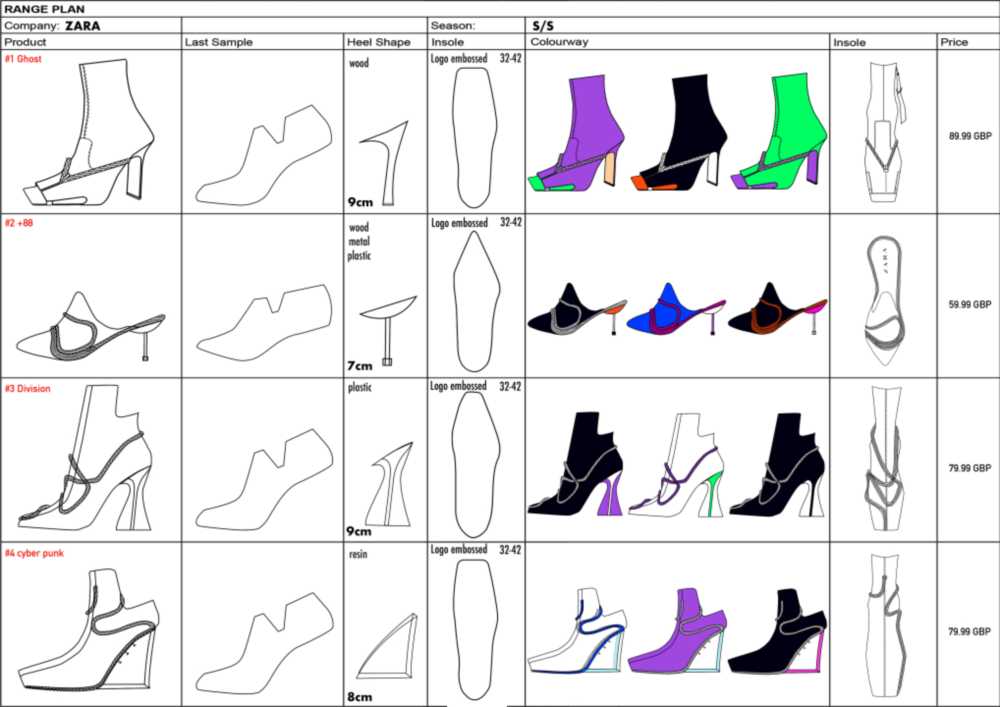 RANGE PLAN
Company: ZARA Season: S/S
Product Last Sample Heel Shape Insole Colourway Insole Price
#1 Ghost wood Logo embossed 32-42
89.99 GBP
9cm
#2 +88 wood Logo embossed 32-42
metal
plastic
ZARA
59.99 GBP
7cm
#3 Division plastic Logo embossed 32-42
79.99 GBP
9cm
#4 cyber punk resin Logo embossed 32-42
79.99 GBP
8cm